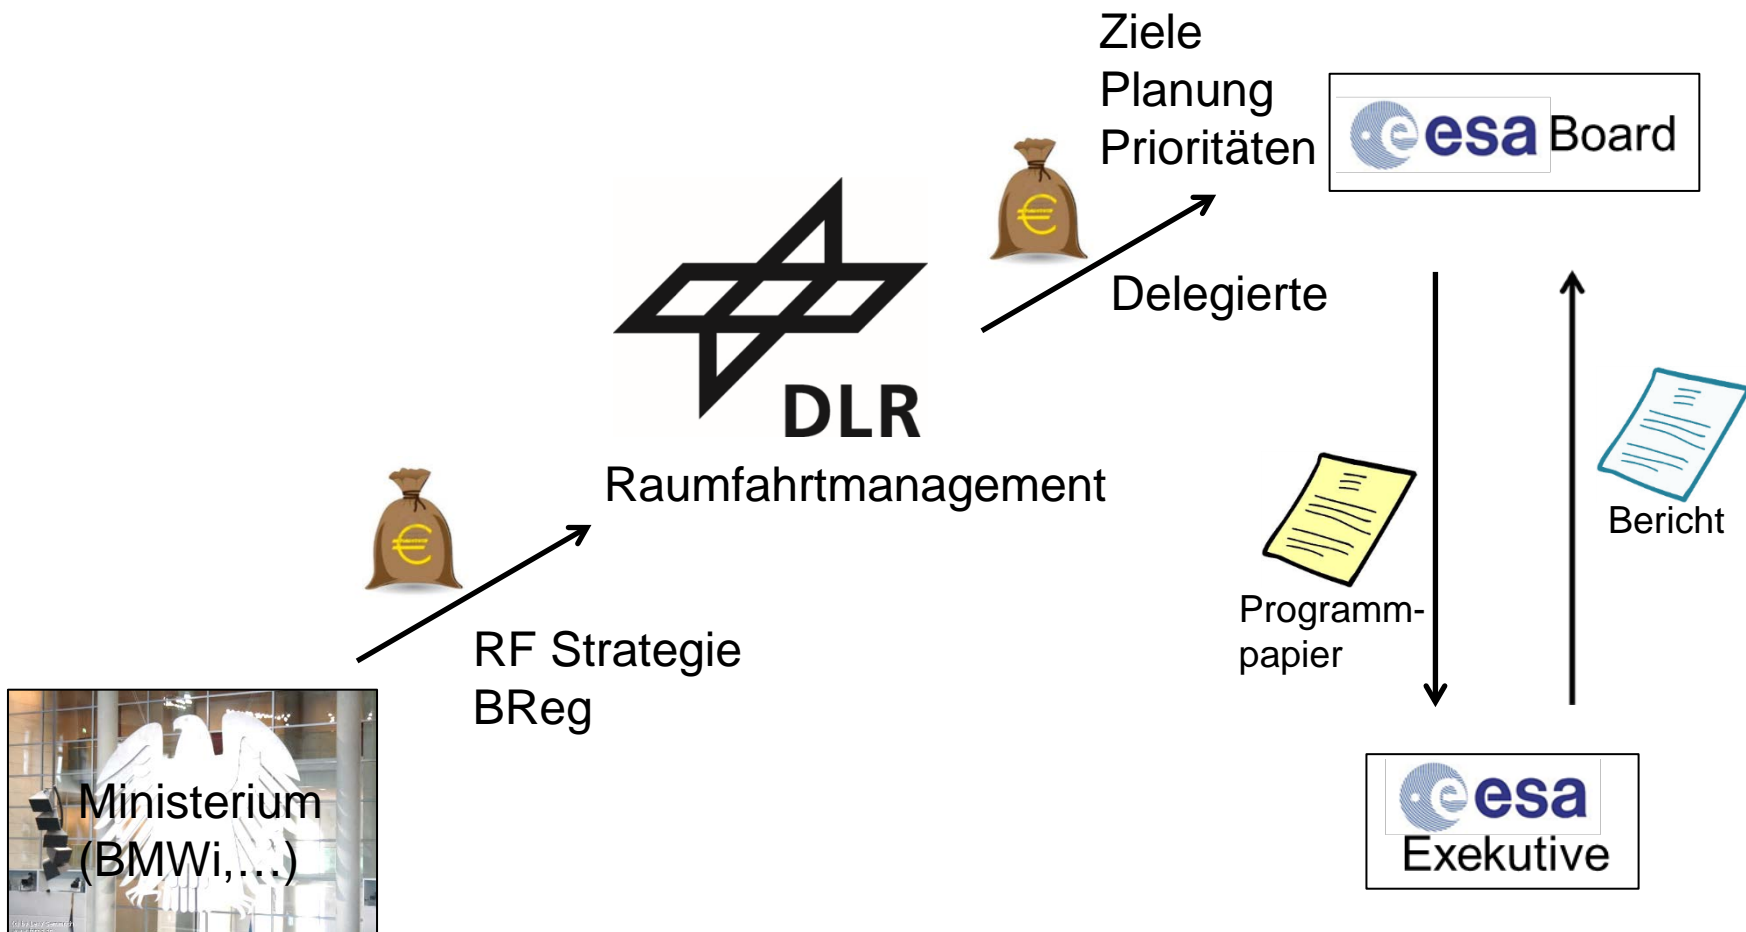 Ziele
Planung
Prioritäten
esa Board
€
Delegierte
DLR
Raumfahrtmanagement
Bericht
€
Programm-
papier
RF Strategie
BReg
Ministerium
(BMWi,...)
esa
Exekutive